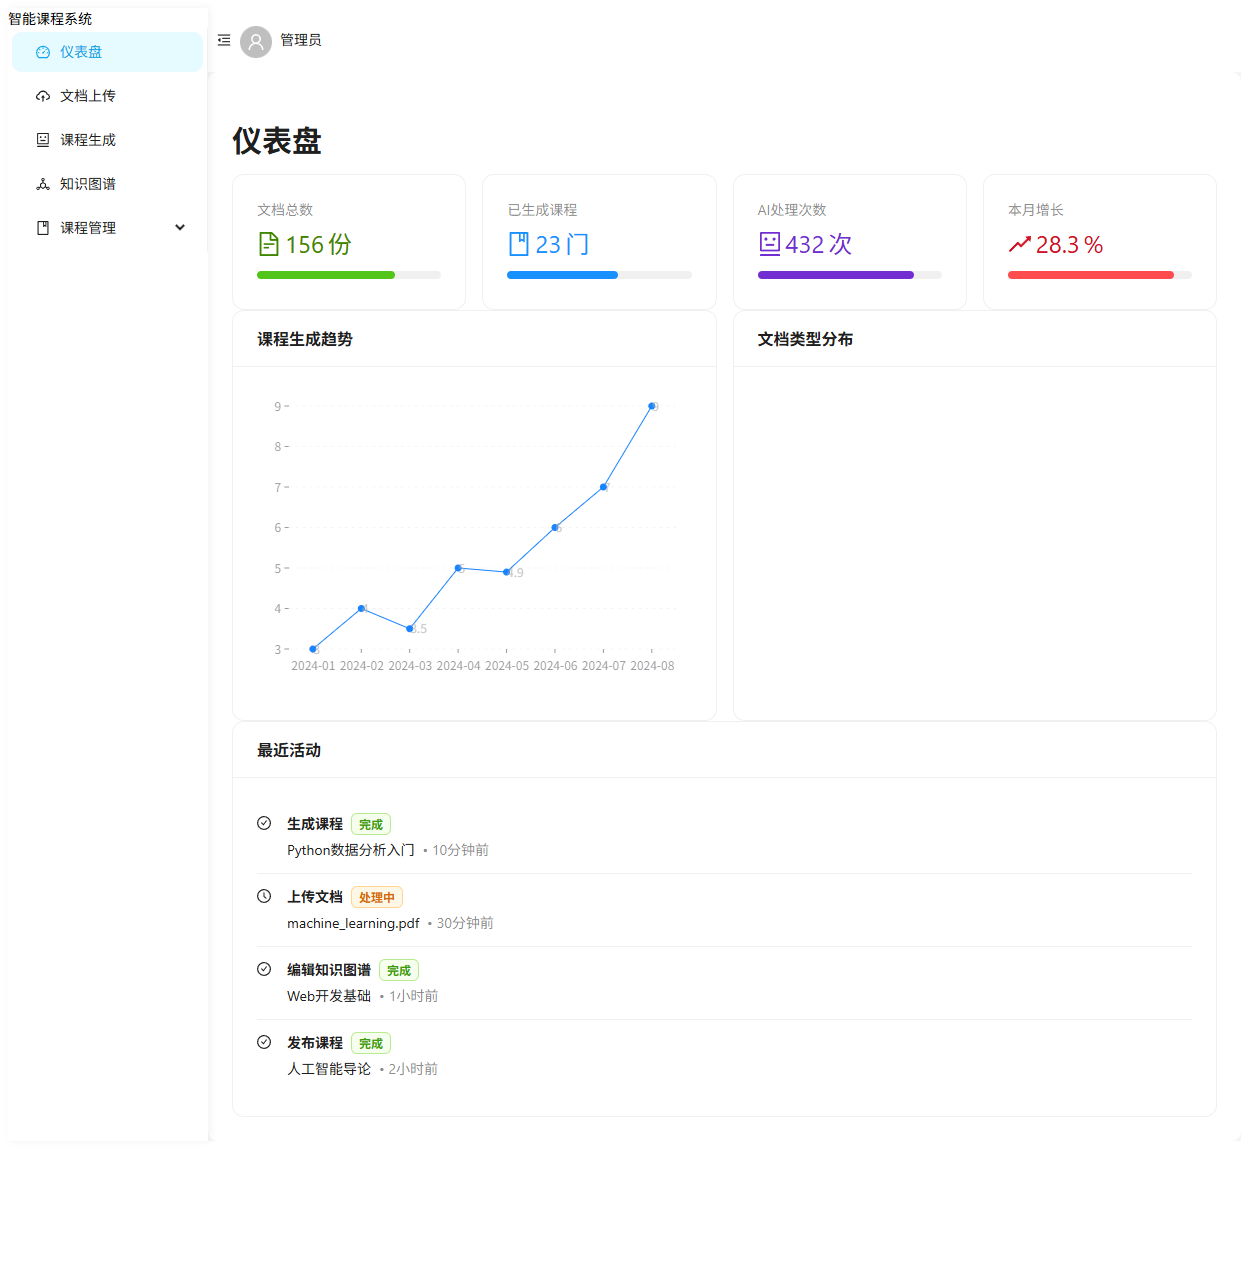 智能课程系统
仪表盘
文档上传
课程生成
知识图谱
课程管理
管理员
仪表盘
文档总数
156 份
已生成课程
23 门
AI处理次数
432 次
本月增长
28.3 %
课程生成趋势
9
8
7
6
5
4
3
9
7
6
5
4.9
4
3.5
3
2024-01 2024-02 2024-03 2024-04 2024-05 2024-06 2024-07 2024-08
文档类型分布
最近活动
生成课程 完成
Python数据分析入门 • 10分钟前
上传文档 处理中
machine_learning.pdf • 30分钟前
编辑知识图谱 完成
Web开发基础 • 1小时前
发布课程 完成
人工智能导论 • 2小时前